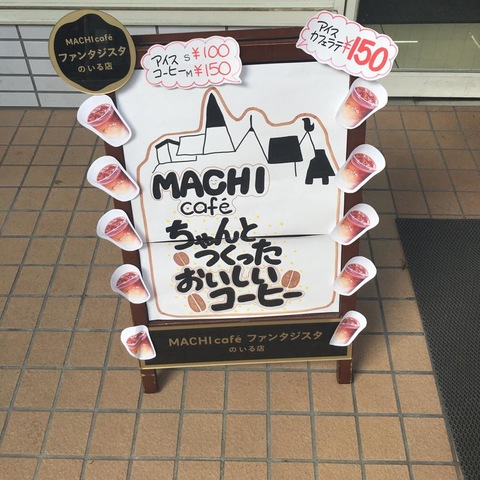 MACHI café
ファンタジスタ
のいる店
アイス S ¥100
コーヒー M ¥150
アイス
カフェラテ ¥150
MACHI
café
ちゃんと
つくった
おいしい
コーヒー
MACHI café ファンタジスタ
のいる店